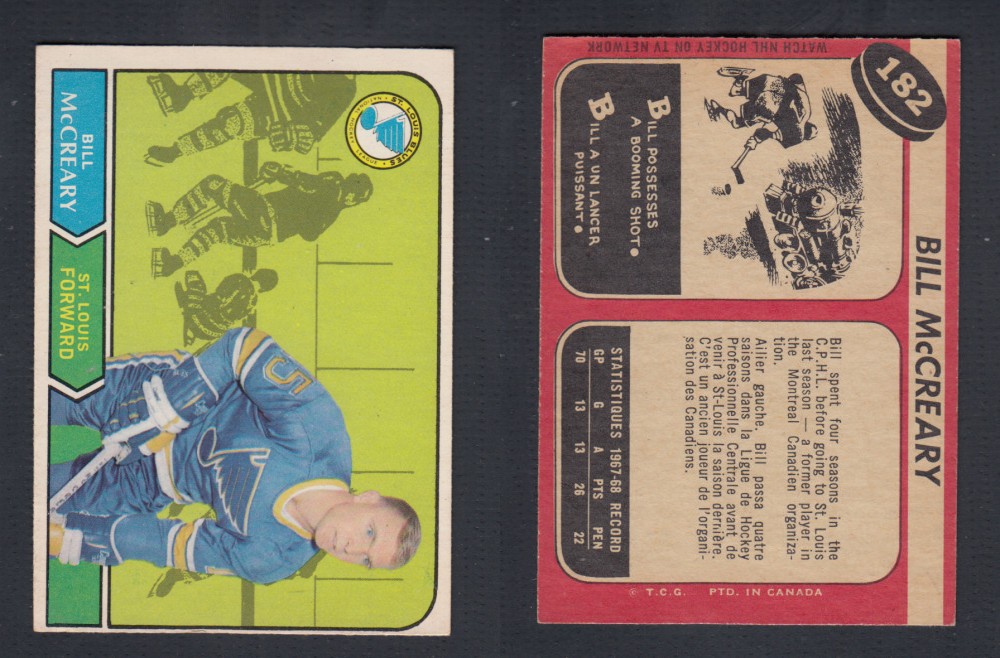 BILL
McCREARY
ST. LOUIS
FORWARD
ST. LOUIS BLUES
• NATIONAL HOCKEY LEAGUE •
5
182
BILL McCREARY
WATCH NHL HOCKEY ON TV NETWORK
BILL POSSESSES
A BOOMING SHOT.
BILL A UN LANCER
PUISSANT.
Bill spent four seasons in the
C.P.H.L. before going to St. Louis
last season — a former player in
the Montreal Canadien organiza-
tion.
Ailier gauche. Bill passa quatre
saisons dans la Ligue de Hockey
Professionnelle Centrale avant de
venir à St-Louis la saison dernière.
C'est un ancien joueur de l'organi-
sation des Canadiens.
STATISTIQUES 1967-68 RECORD
GP G A PTS PEN
70 13 13 26 22
© T.C.G. PTD. IN CANADA